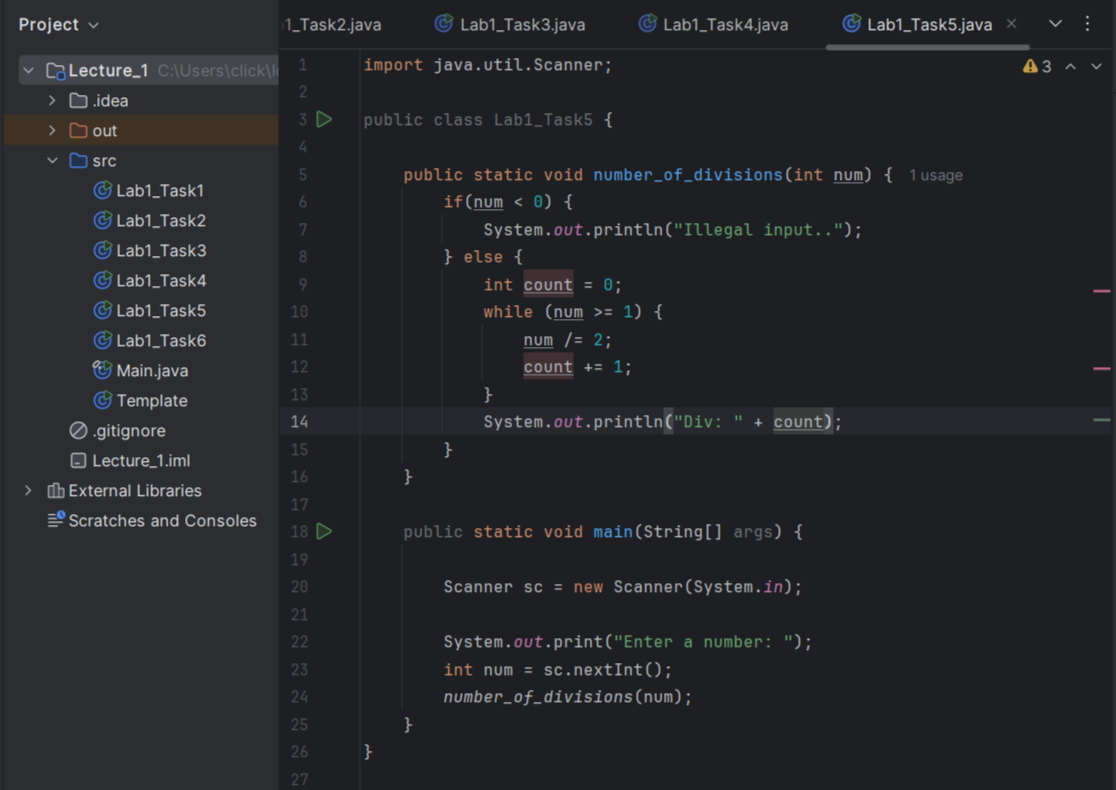 Project
Lecture_1 C:\Users\click\
.idea
out
src
Lab1_Task1
Lab1_Task2
Lab1_Task3
Lab1_Task4
Lab1_Task5
Lab1_Task6
Main.java
Template
.gitignore
Lecture_1.iml
External Libraries
Scratches and Consoles
1_Task2.java Lab1_Task3.java Lab1_Task4.java Lab1_Task5.java
3
1 import java.util.Scanner;
2
3 public class Lab1_Task5 {
4
5 public static void number_of_divisions(int num) { 1 usage
6 if(num < 0) {
7 System.out.println("Illegal input..");
8 } else {
9 int count = 0;
10 while (num >= 1) {
11 num /= 2;
12 count += 1;
13 }
14 System.out.println("Div: " + count);
15 }
16 }
17
18 public static void main(String[] args) {
19
20 Scanner sc = new Scanner(System.in);
21
22 System.out.print("Enter a number: ");
23 int num = sc.nextInt();
24 number_of_divisions(num);
25 }
26 }
27